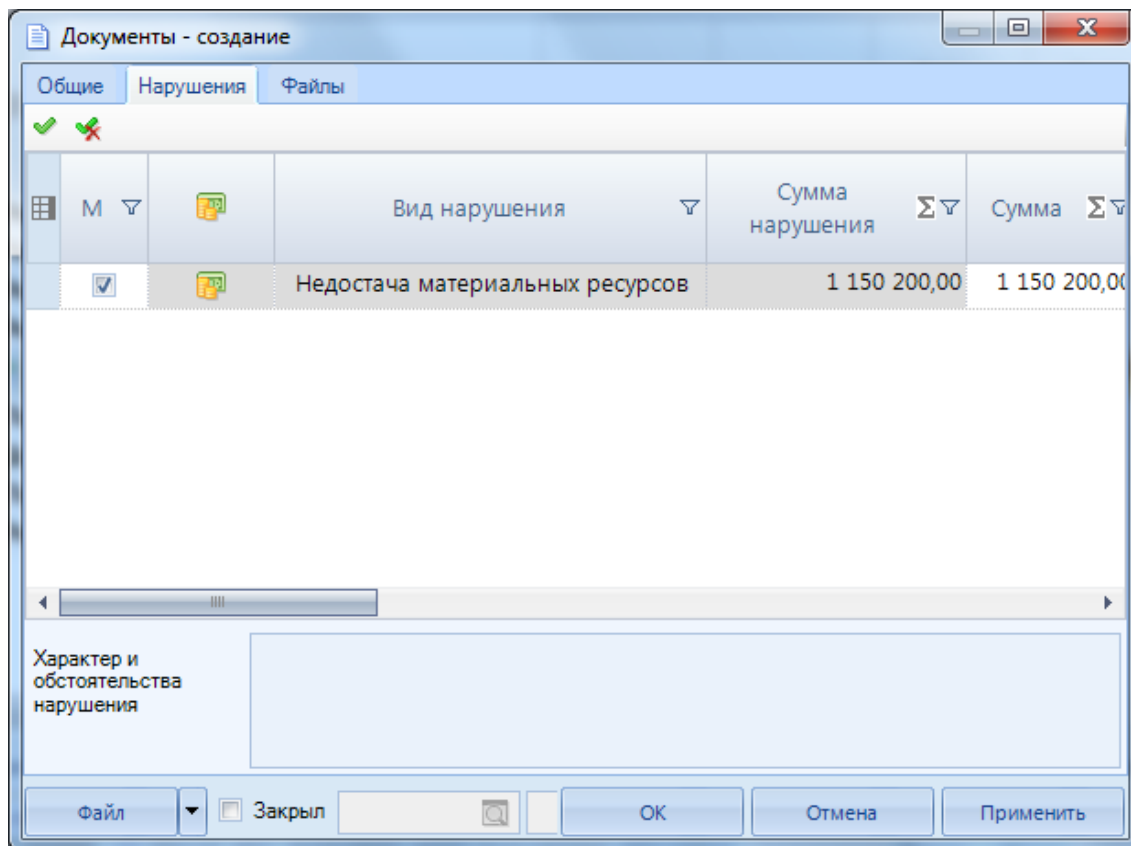 Документы - создание
Общие Нарушения Файлы
М Вид нарушения Сумма нарушения Σ Сумма Σ
Недостача материальных ресурсов 1 150 200,00 1 150 200,00
Характер и
обстоятельства
нарушения
Файл Закрыл ОК Отмена Применить